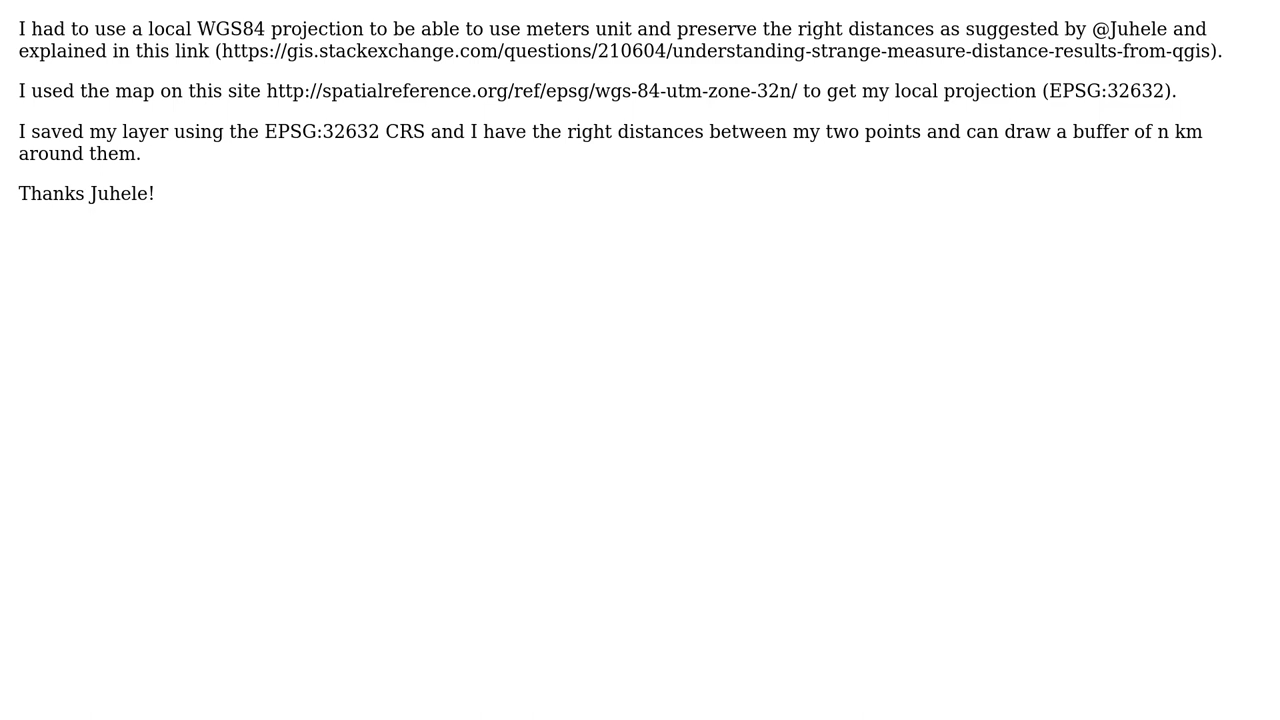 I had to use a local WGS84 projection to be able to use meters unit and preserve the right distances as suggested by @Juhele and
explained in this link (https://gis.stackexchange.com/questions/210604/understanding-strange-measure-distance-results-from-qgis).
I used the map on this site http://spatialreference.org/ref/epsg/wgs-84-utm-zone-32n/ to get my local projection (EPSG:32632).
I saved my layer using the EPSG:32632 CRS and I have the right distances between my two points and can draw a buffer of n km
around them.
Thanks Juhele!